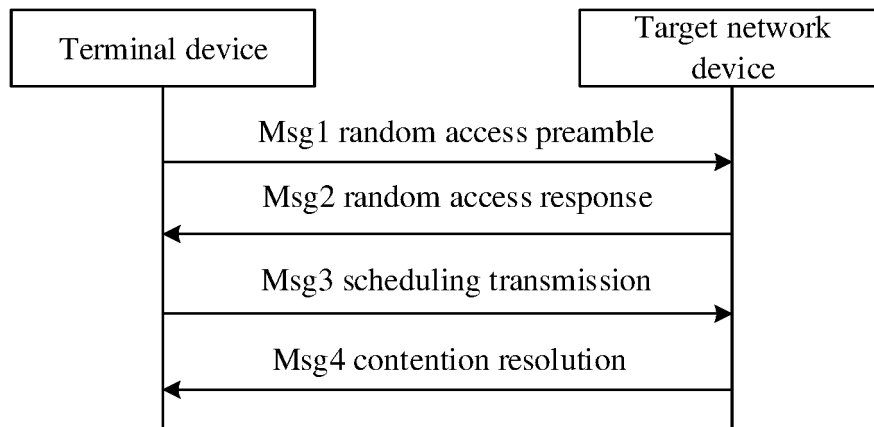 Terminal device
Target network
device
Msg1 random access preamble
Msg2 random access response
Msg3 scheduling transmission
Msg4 contention resolution